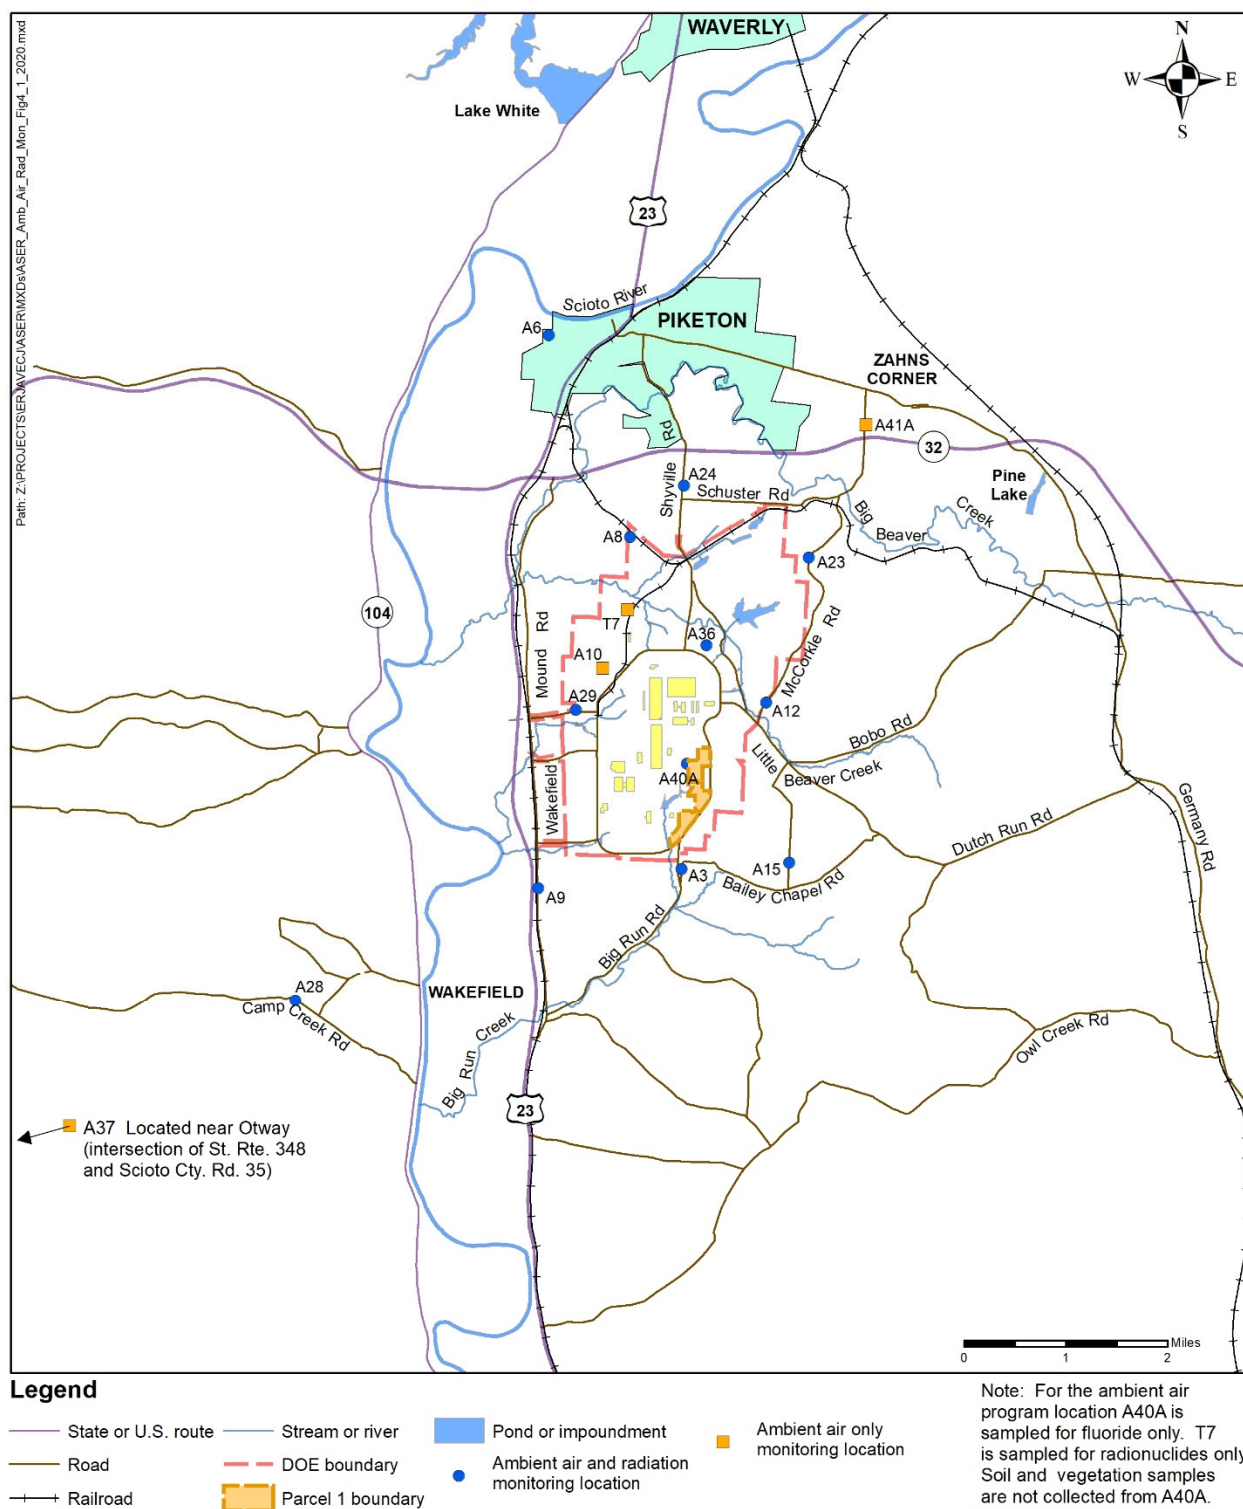 Path: Z:\PROJECTS\ERJAVECJ\ASER\MXDs\ASER_Amb_Air_Rad_Mon_Fig4_1_2020.mxd
WAVERLY
N
W
E
S
Lake White
23
Scioto River
A6
PIKETON
ZAHNS
CORNER
A41A
32
Shyville Rd
A24
Schuster Rd
Pine
Lake
Big Beaver Creek
A8
A23
104
T7
Mound Rd
A36
McCorkle Rd
A10
A29
A12
Bobo Rd
Little
Beaver Creek
A40A
Wakefield
Germany Rd
Dutch Run Rd
A15
A3
Bailey Chapel Rd
A9
Big Run Rd
A28
WAKEFIELD
Camp Creek Rd
Big Run Creek
Owl Creek Rd
23
A37 Located near Otway
(intersection of St. Rte. 348
and Scioto Cty. Rd. 35)
Miles
0 1 2
Legend
State or U.S. route
Road
Railroad
Stream or river
DOE boundary
Parcel 1 boundary
Pond or impoundment
Ambient air and radiation
monitoring location
Ambient air only
monitoring location
Note: For the ambient air
program location A40A is
sampled for fluoride only. T7
is sampled for radionuclides only
Soil and vegetation samples
are not collected from A40A.